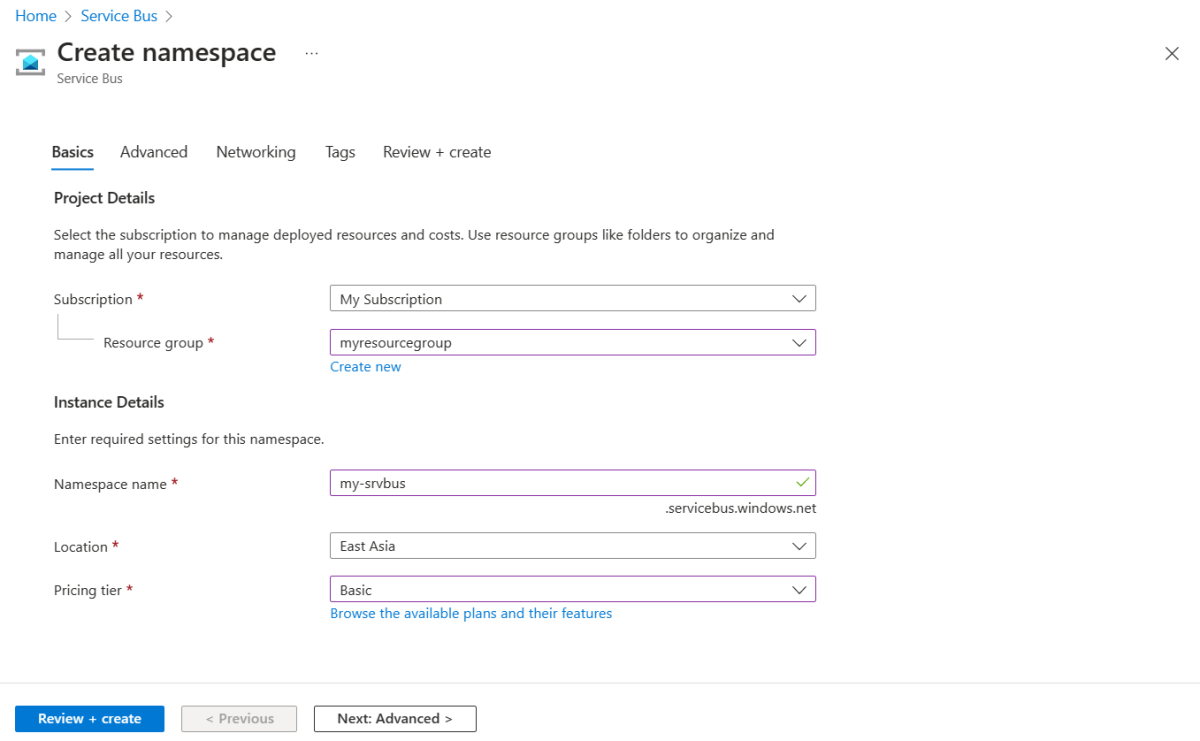 Home > Service Bus >
Create namespace ...
Service Bus
Basics Advanced Networking Tags Review + create
Project Details
Select the subscription to manage deployed resources and costs. Use resource groups like folders to organize and
manage all your resources.
Subscription * My Subscription
Resource group * myresourcegroup
Create new
Instance Details
Enter required settings for this namespace.
Namespace name * my-srvbus
.servicebus.windows.net
Location * East Asia
Pricing tier * Basic
Browse the available plans and their features
Review + create < Previous Next: Advanced >